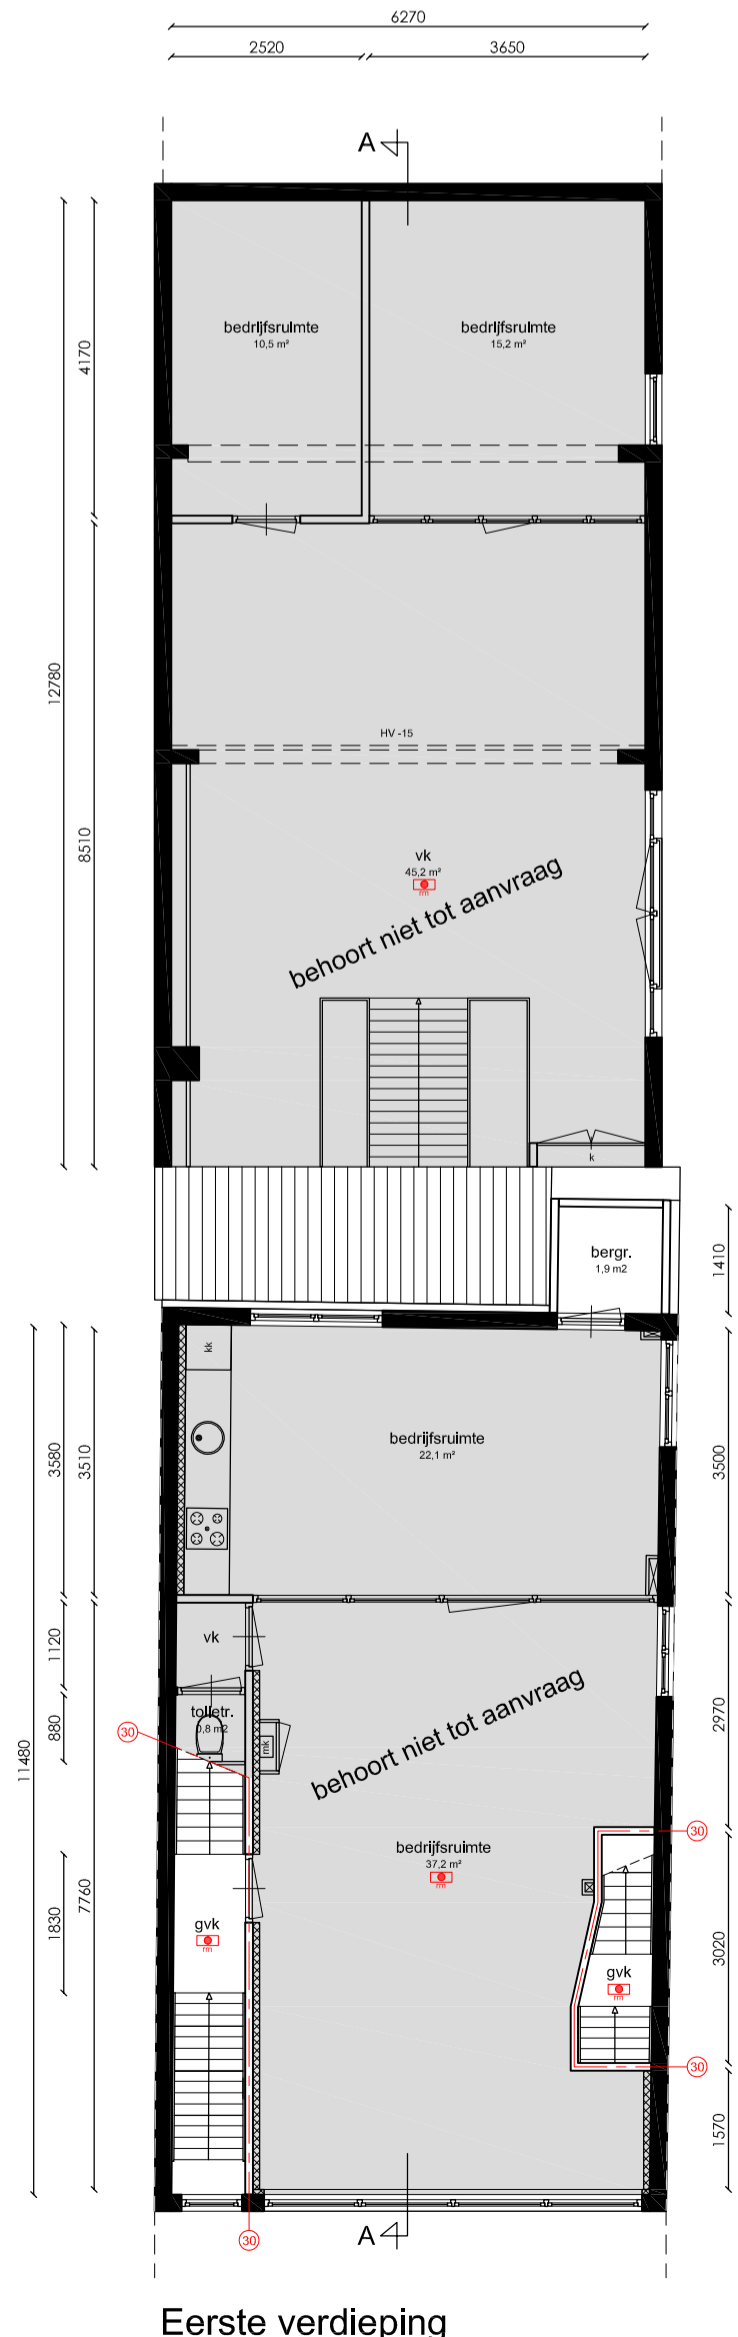 6270
2520
3650
A
bedrijfsruimte
10,5 m²
bedrijfsruimte
15,2 m²
4170
12780
8510
HV -15
vk
45,2 m²
rm
behoort niet tot aanvraag
k
bergr.
1,9 m2
1410
kk
bedrijfsruimte
22,1 m²
3580
3510
3500
vk
1120
toiletr.
0,8 m2
880
30
mk
behoort niet tot aanvraag
2970
11480
30
bedrijfsruimte
37,2 m²
rm
1830
7760
gvk
rm
gvk
rm
3020
30
1570
A
30
Eerste verdieping